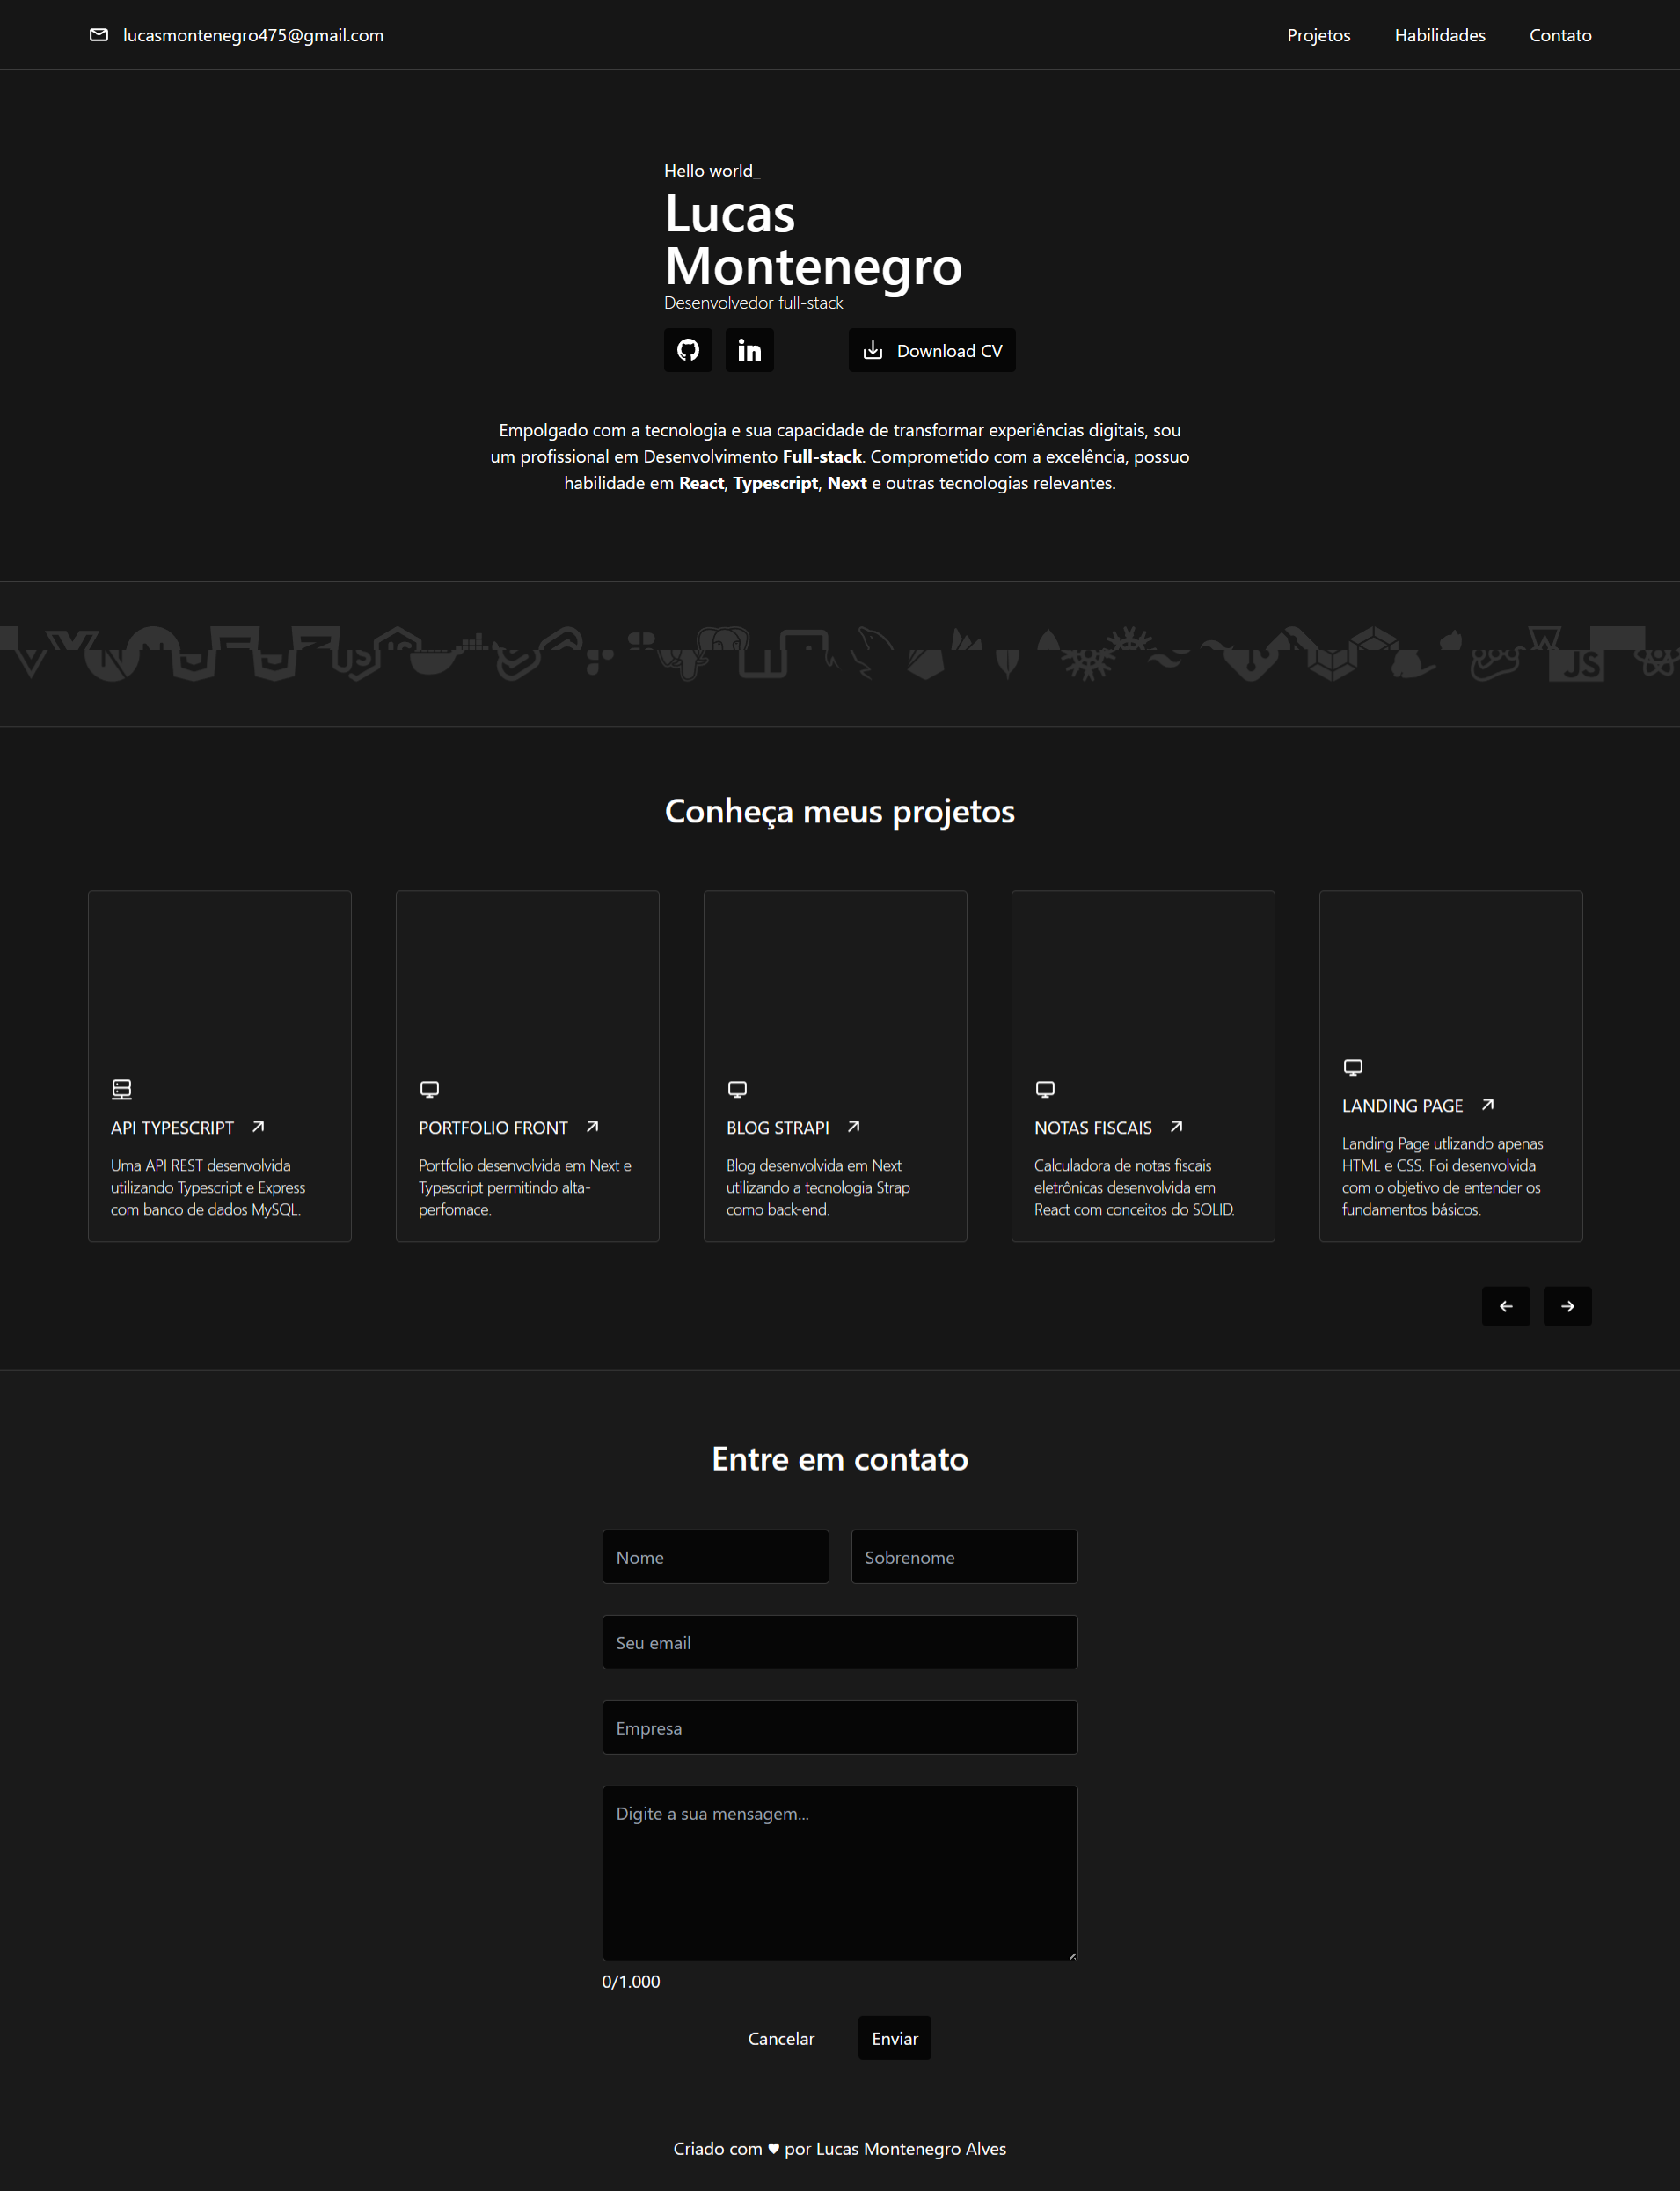 lucasmontenegro475@gmail.com
Projetos
Habilidades
Contato
Hello world_
Lucas
Montenegro
Desenvolvedor full-stack
Download CV
Empolgado com a tecnologia e sua capacidade de transformar experiências digitais, sou
um profissional em Desenvolvimento Full-stack. Comprometido com a excelência, possuo
habilidade em React, Typescript, Next e outras tecnologias relevantes.
Conheça meus projetos
API TYPESCRIPT
Uma API REST desenvolvida
utilizando Typescript e Express
com banco de dados MySQL.
PORTFOLIO FRONT
Portfolio desenvolvida em Next e
Typescript permitindo alta-
perfomace.
BLOG STRAPI
Blog desenvolvida em Next
utilizando a tecnologia Strap
como back-end.
NOTAS FISCAIS
Calculadora de notas fiscais
eletrônicas desenvolvida em
React com conceitos do SOLID.
LANDING PAGE
Landing Page utlizando apenas
HTML e CSS. Foi desenvolvida
com o objetivo de entender os
fundamentos básicos.
Entre em contato
Nome
Sobrenome
Seu email
Empresa
Digite a sua mensagem...
0/1.000
Cancelar
Enviar
Criado com ♥ por Lucas Montenegro Alves